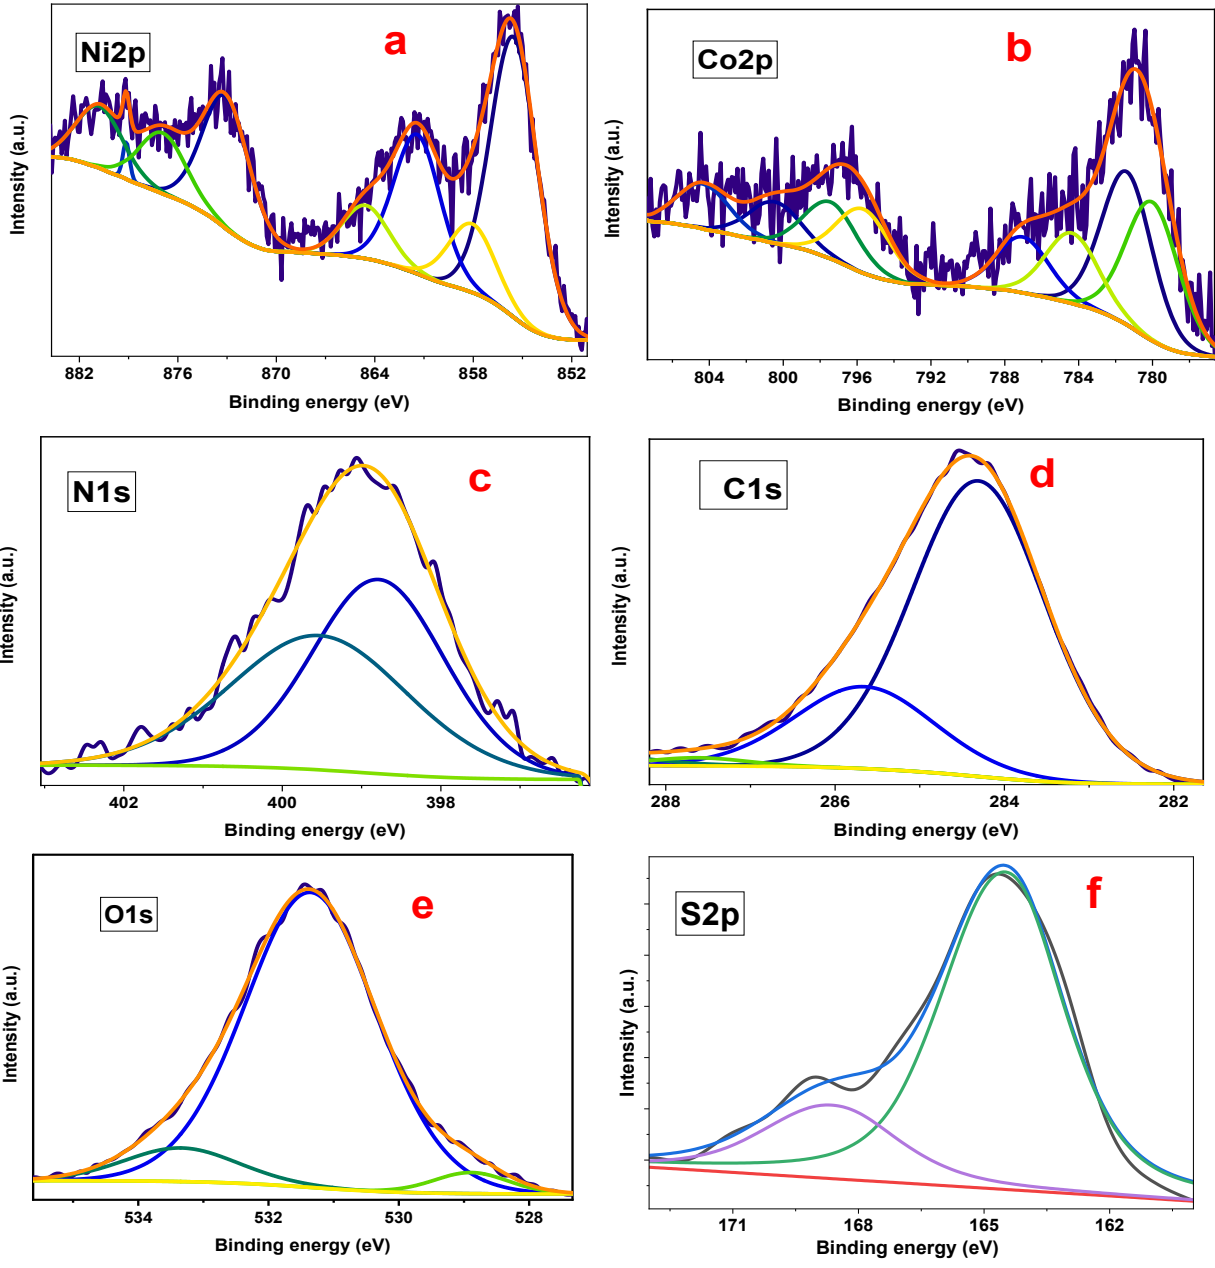 Ni2p
a
Intensity (a.u.)
882 876 870 864 858 852
Binding energy (eV)
Co2p
b
Intensity (a.u.)
804 800 796 792 788 784 780
Binding energy (eV)
N1s
c
Intensity (a.u.)
402 400 398
Binding energy (eV)
C1s
d
Intensity (a.u.)
288 286 284 282
Binding energy (eV)
O1s
e
Intensity (a.u.)
534 532 530 528
Binding energy (eV)
S2p
f
Intensity (a.u.)
171 168 165 162
Binding energy (eV)